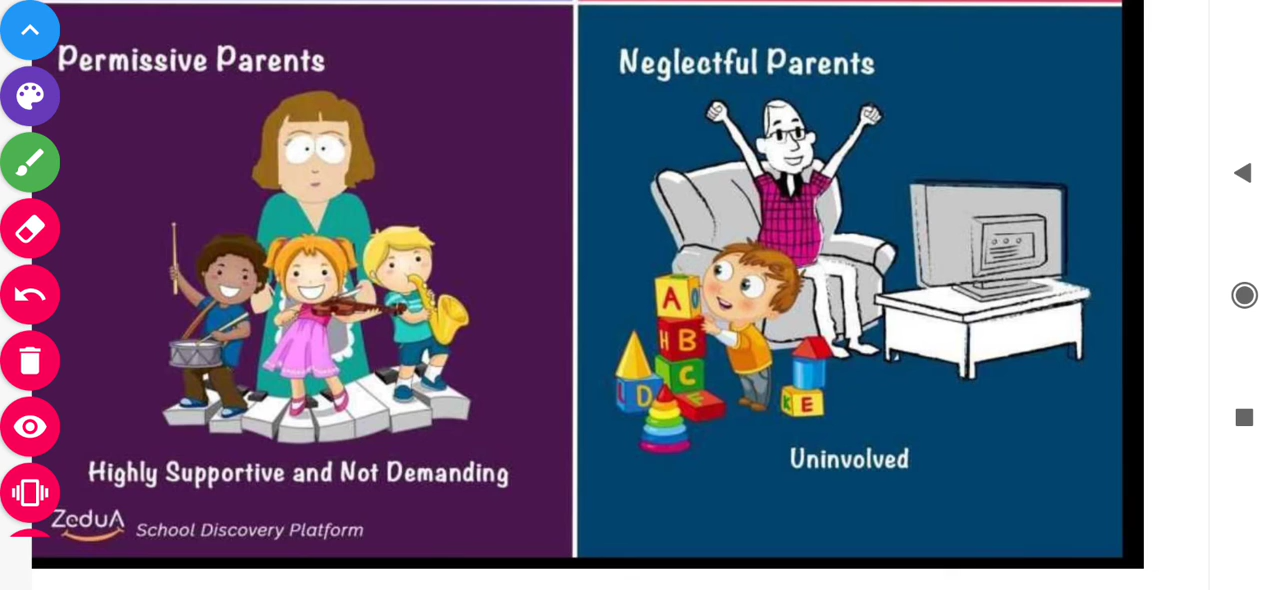 Permissive Parents
Highly Supportive and Not Demanding
ZeduA School Discovery Platform
Neglectful Parents
A
H B
C
L D F
K E
Uninvolved